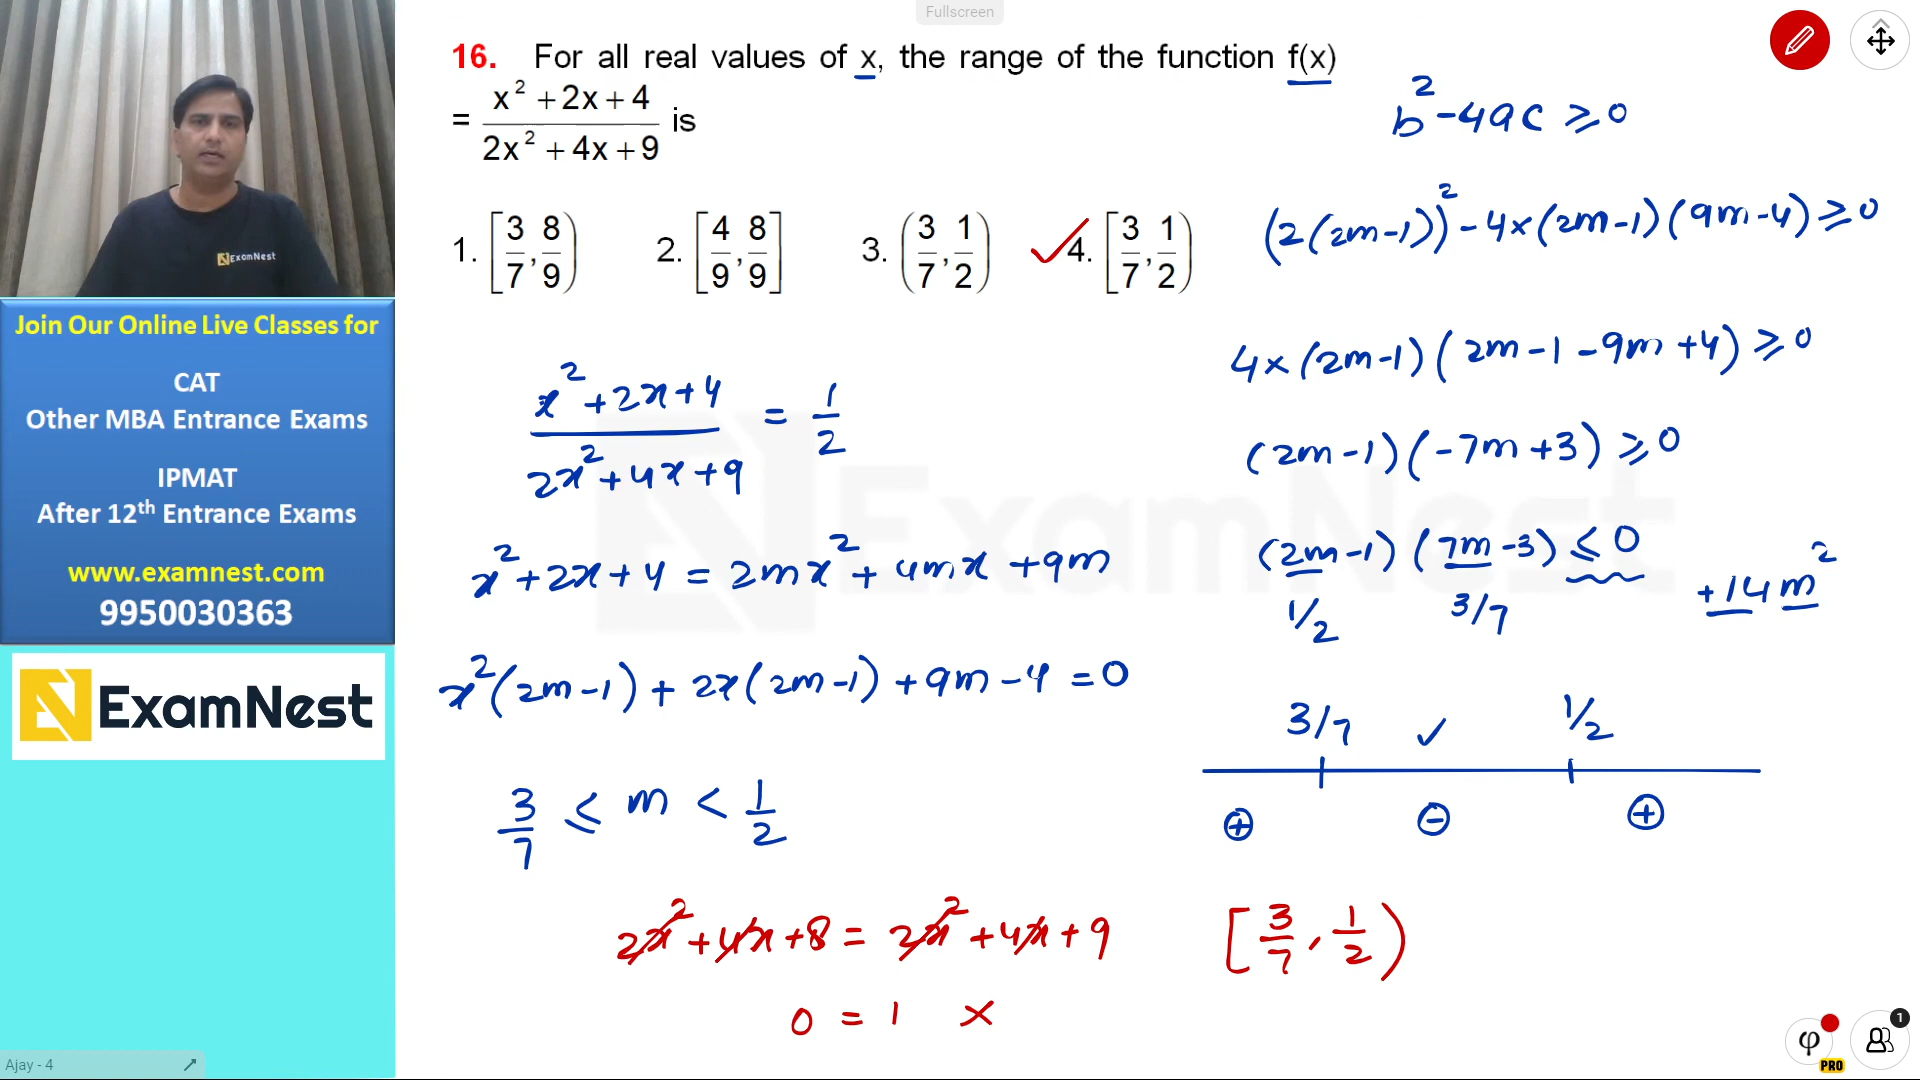 Fullscreen
16. For all real values of x, the range of the function f(x)
= (x² + 2x + 4)/(2x² + 4x + 9) is
1. [3/7, 8/9) 2. [4/9, 8/9] 3. (3/7, 1/2) ✓4. [3/7, 1/2)
b² - 4ac ≥ 0
(2(2m-1))² - 4×(2m-1)(9m-4) ≥ 0
4×(2m-1)(2m-1-9m+4) ≥ 0
(2m-1)(-7m+3) ≥ 0
(2m-1)(7m-3) ≤ 0
1/2 3/7 +14m²
3/7 ✓ 1/2
⊕ ⊖ ⊕
(x²+2x+4)/(2x²+4x+9) = 1/2
x²+2x+4 = 2mx²+4mx+9m
x²(2m-1) + 2x(2m-1) + 9m-4 = 0
3/7 ≤ m < 1/2
2x²+4x+8 = 2x²+4x+9
0 = 1 ×
[3/7, 1/2)
ExamNest
ExamNest
Join Our Online Live Classes for
CAT
Other MBA Entrance Exams
IPMAT
After 12th Entrance Exams
www.examnest.com
9950030363
ExamNest
Ajay - 4
φ
PRO
1